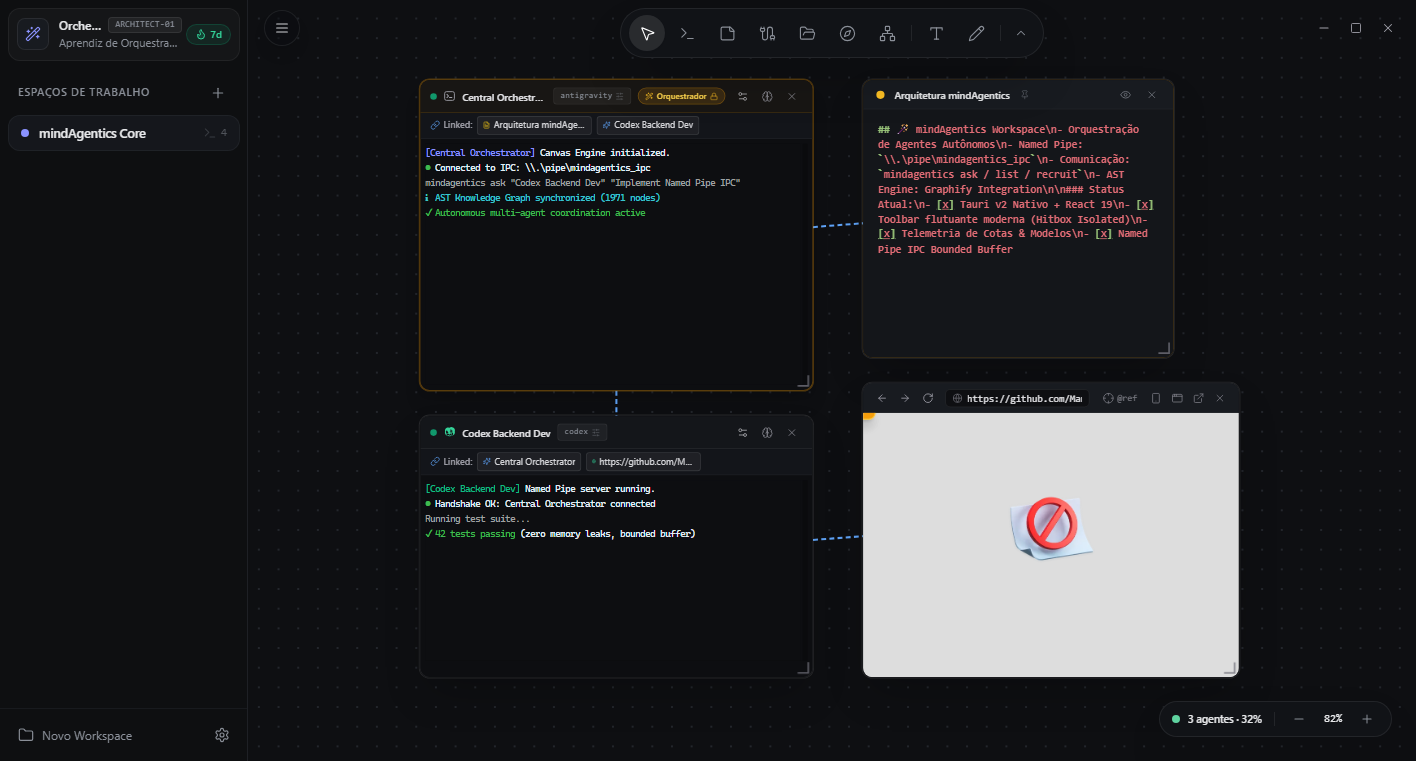 Orche... ARCHITECT-01
Aprendiz de Orquestra... 7d
ESPAÇOS DE TRABALHO
mindAgentics Core 4
Central Orchestr... antigravity Orquestrador
Linked: Arquitetura mindAge... Codex Backend Dev
[Central Orchestrator] Canvas Engine initialized.
● Connected to IPC: \\.\pipe\mindagentics_ipc
mindagentics ask "Codex Backend Dev" "Implement Named Pipe IPC"
ℹ AST Knowledge Graph synchronized (1971 nodes)
✓ Autonomous multi-agent coordination active
Arquitetura mindAgentics
## 🚀 mindAgentics Workspace\n- Orquestração
de Agentes Autônomos\n- Named Pipe:
`\\.\pipe\mindagentics_ipc`\n- Comunicação:
`mindagentics ask / list / recruit`\n- AST
Engine: Graphify Integration\n\n### Status
Atual:\n- [x] Tauri v2 Nativo + React 19\n- [x]
Toolbar flutuante moderna (Hitbox Isolated)\n-
[x] Telemetria de Cotas & Modelos\n- [x] Named
Pipe IPC Bounded Buffer
Codex Backend Dev codex
Linked: Central Orchestrator https://github.com/M...
[Codex Backend Dev] Named Pipe server running.
● Handshake OK: Central Orchestrator connected
Running test suite...
✓ 42 tests passing (zero memory leaks, bounded buffer)
https://github.com/Ma @ref
Novo Workspace
3 agentes · 32% 82%